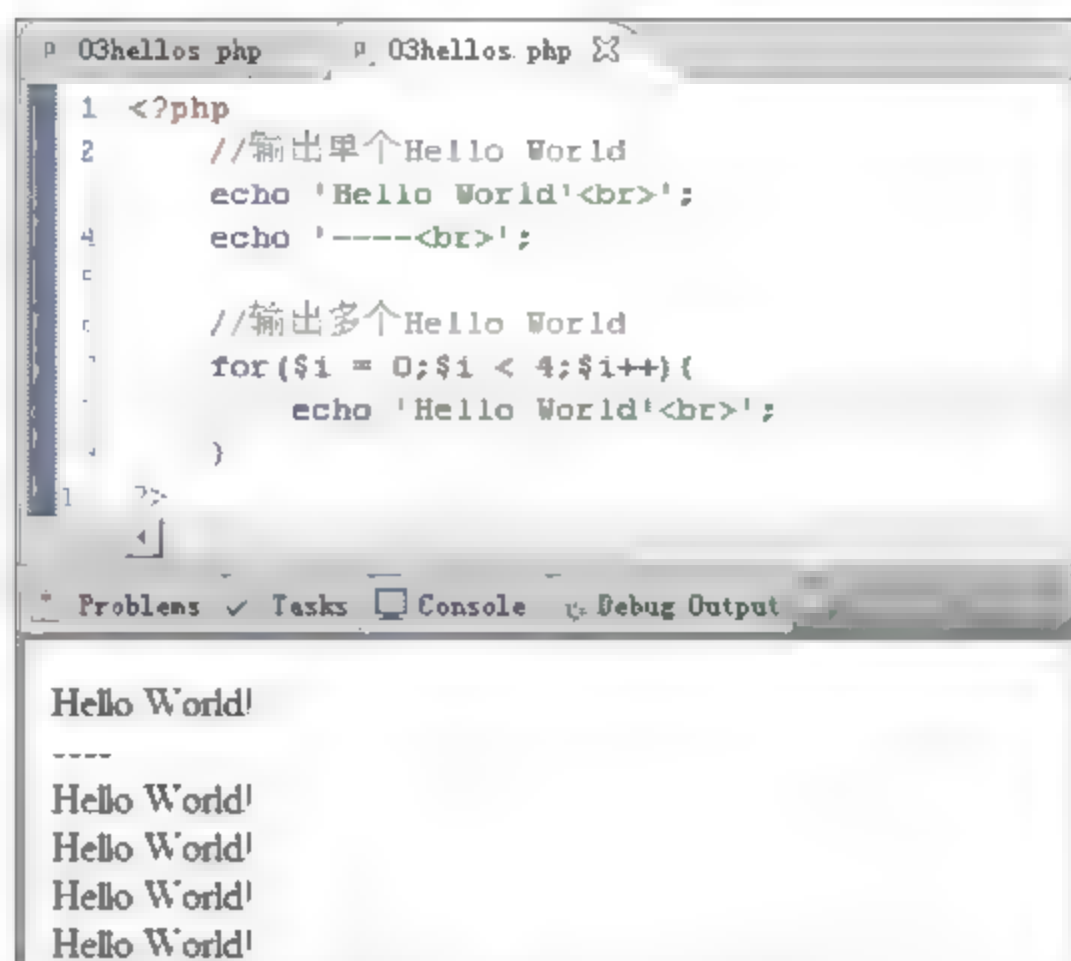 03hellos php 03hellos.php
1 <?php
2 //输出单个Hello World
echo 'Hello World!<br>';
4 echo '----<br>';
//输出多个Hello World
for($i = 0;$i < 4;$i++){
echo 'Hello World!<br>';
}
1 ?>
Problems Tasks Console Debug Output
Hello World!
----
Hello World!
Hello World!
Hello World!
Hello World!